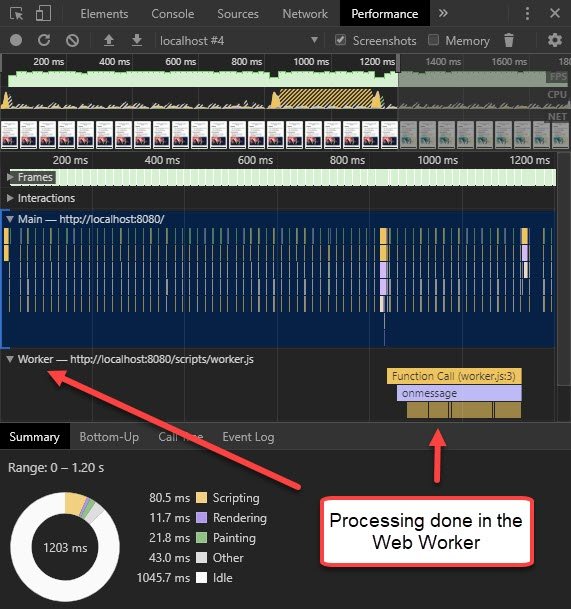 Elements Console Sources Network Performance »
localhost #4 Screenshots Memory
200 ms 400 ms 600 ms 800 ms 1000 ms 1200 ms 1400 ms 1600 ms 180
FPS
CPU
NET
200 ms 400 ms 600 ms 800 ms 1000 ms 1200 ms
Frames
Interactions
Main — http://localhost:8080/
Worker — http://localhost:8080/scripts/worker.js
Function Call (worker.js:3)
onmessage
Summary Bottom-Up Call Tree Event Log
Range: 0 – 1.20 s
80.5 ms Scripting
11.7 ms Rendering
21.8 ms Painting
43.0 ms Other
1045.7 ms Idle
1203 ms
Processing done in the
Web Worker